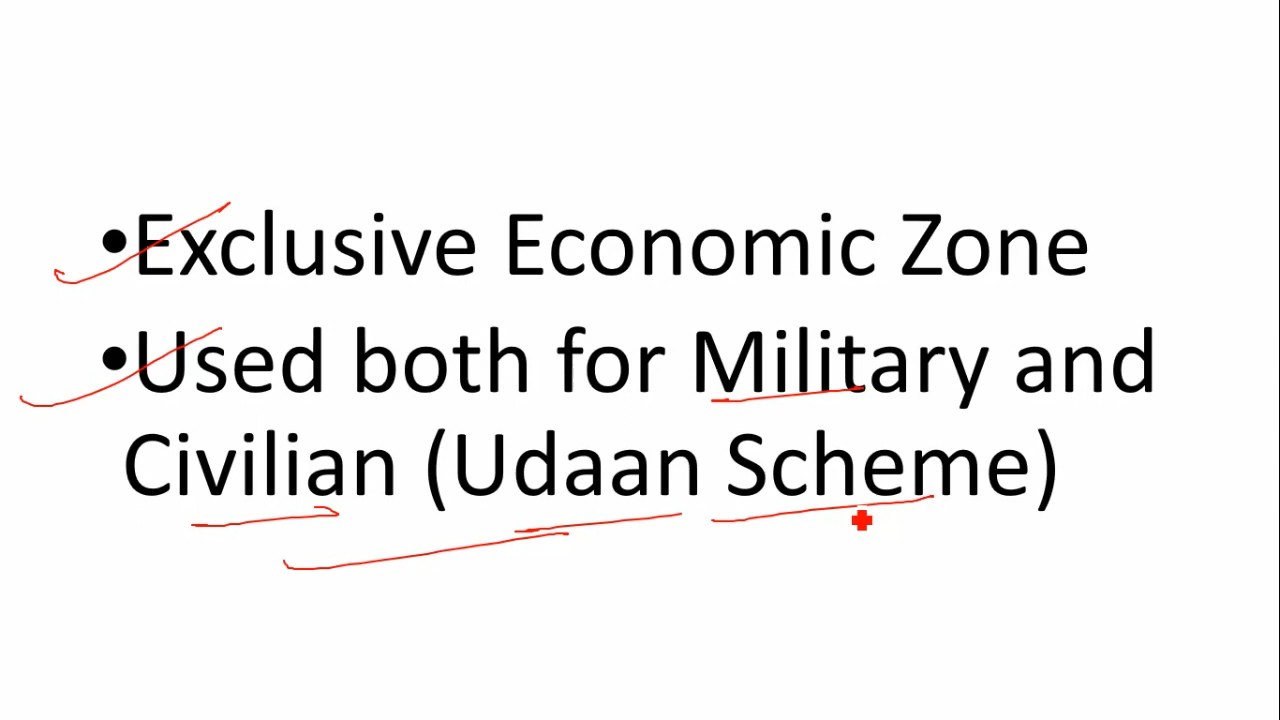 •Exclusive Economic Zone
•Used both for Military and
Civilian (Udaan Scheme)